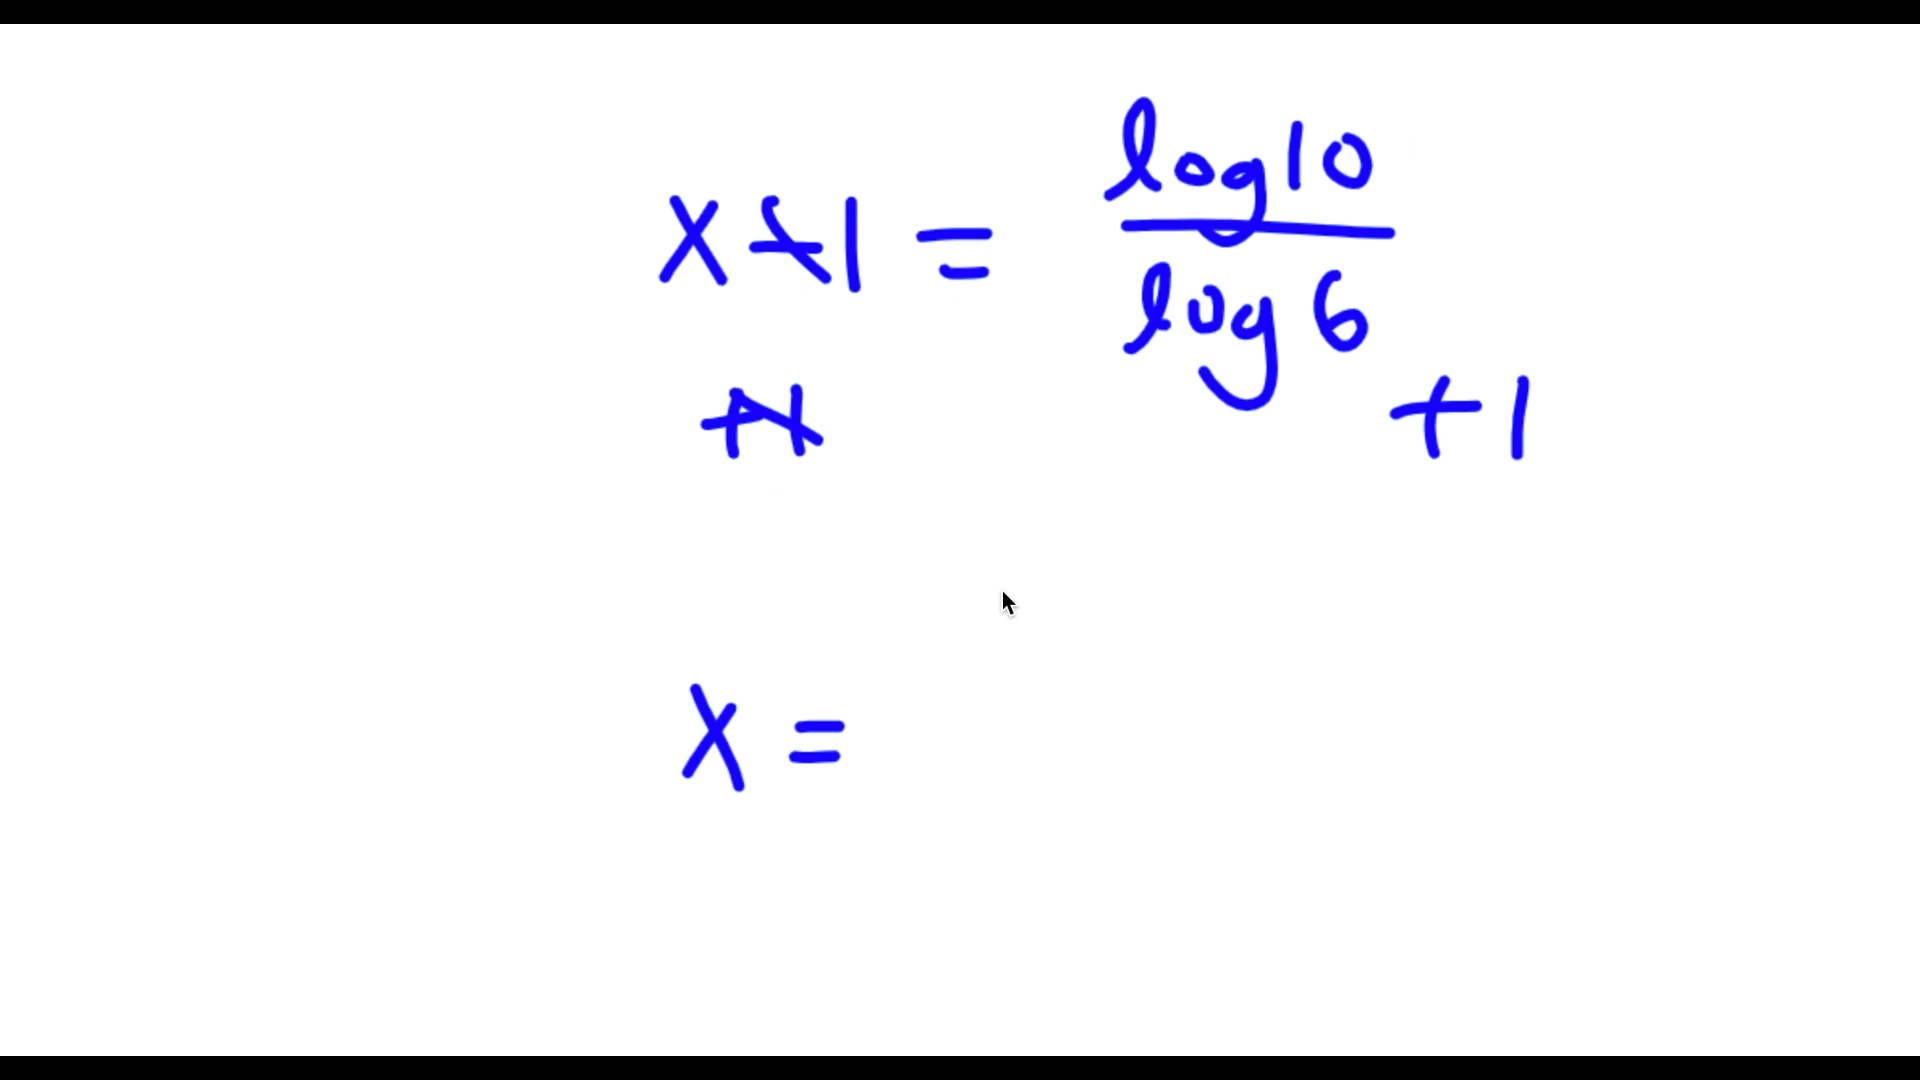 x - 1 = log10 / log 6
+1 +1
x =